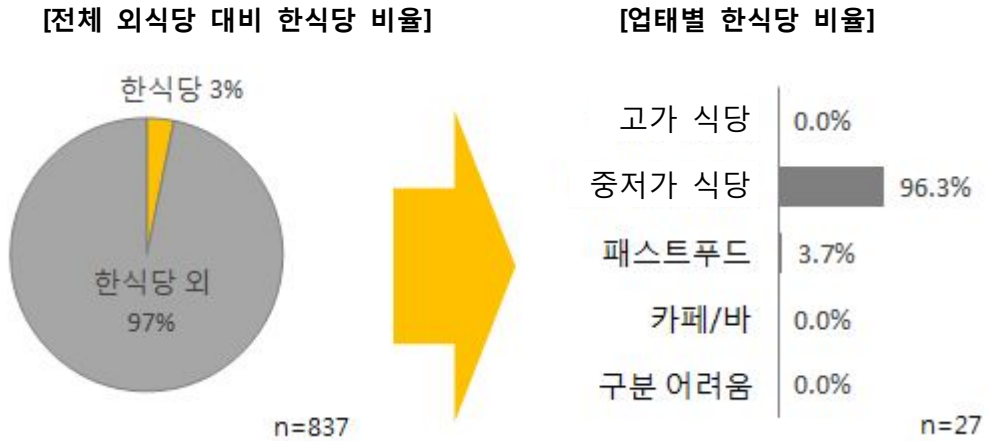 [전체 외식당 대비 한식당 비율]
한식당 3%
한식당 외
97%
n=837
[업태별 한식당 비율]
고가 식당 0.0%
중저가 식당 96.3%
패스트푸드 3.7%
카페/바 0.0%
구분 어려움 0.0%
n=27